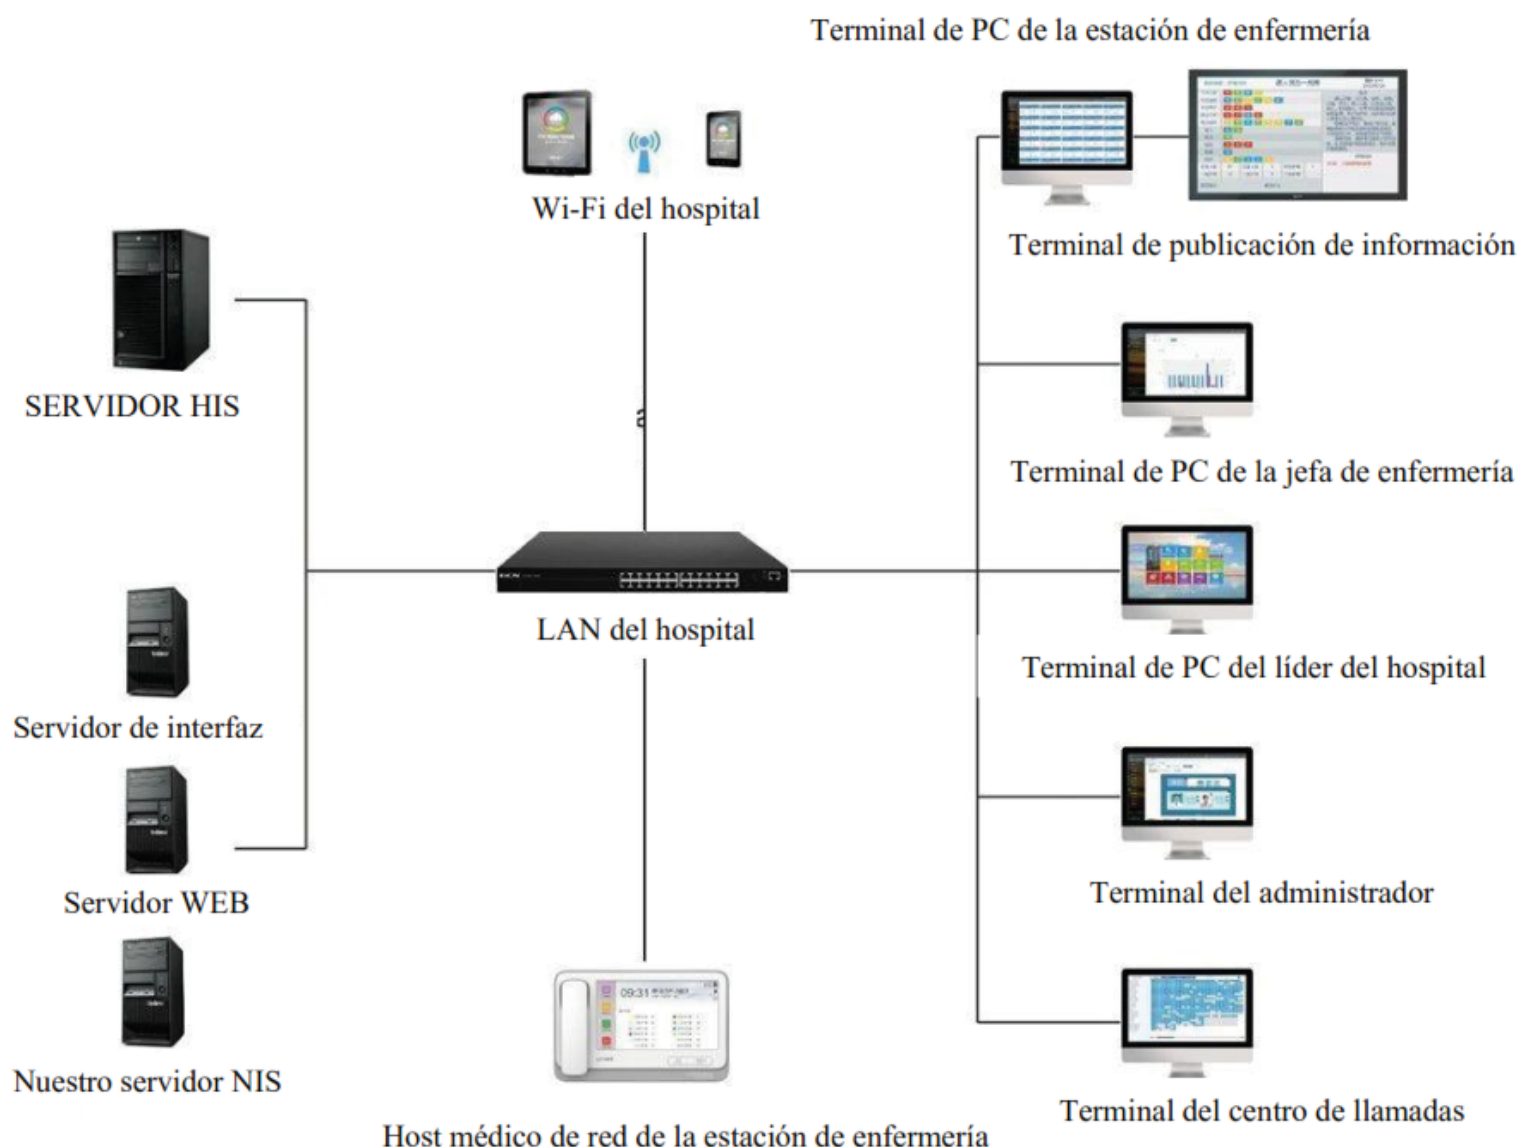 Terminal de PC de la estación de enfermería
Wi-Fi del hospital
Terminal de publicación de información
SERVIDOR HIS
Terminal de PC de la jefa de enfermería
LAN del hospital
Terminal de PC del líder del hospital
Servidor de interfaz
Terminal del administrador
Servidor WEB
09:31
Nuestro servidor NIS
Terminal del centro de llamadas
Host médico de red de la estación de enfermería